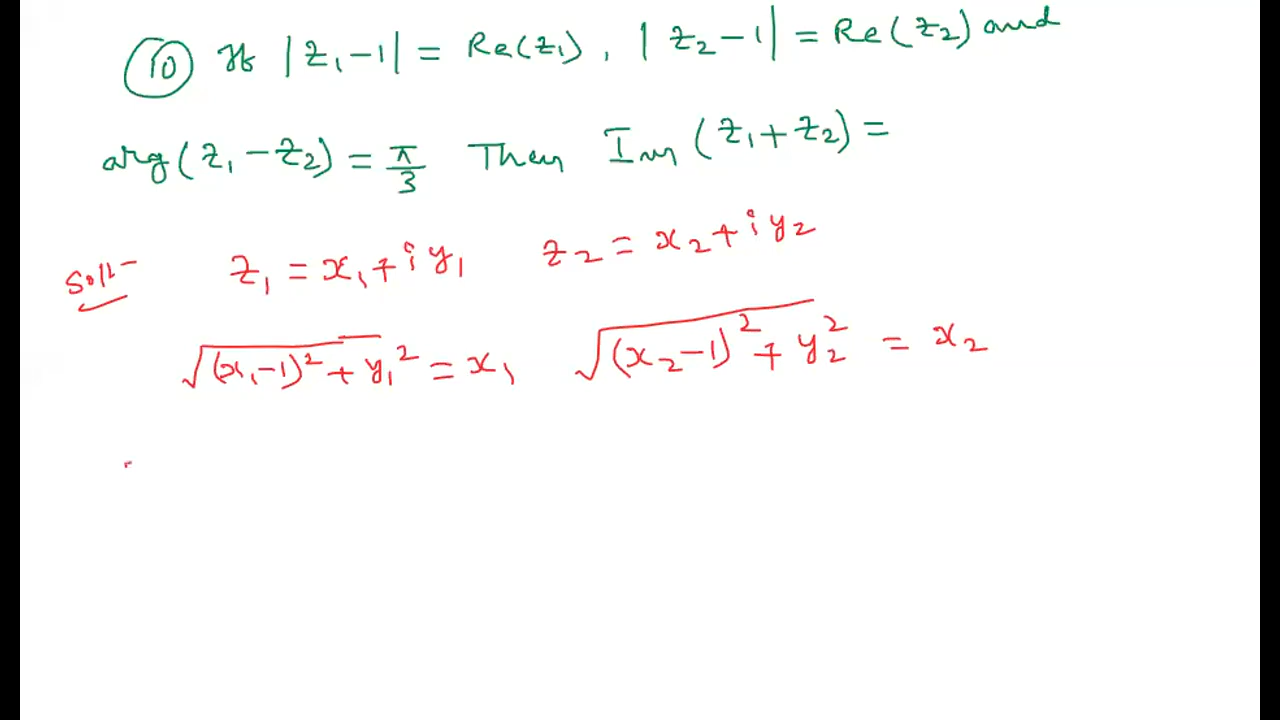 10 If |z₁-1| = Re(z₁), |z₂-1| = Re(z₂) and
arg(z₁-z₂) = π/3 Then Im(z₁+z₂) =
Soll- z₁ = x₁+iy₁ z₂ = x₂+iy₂
√((x₁-1)²+y₁²) = x₁ √((x₂-1)²+y₂²) = x₂